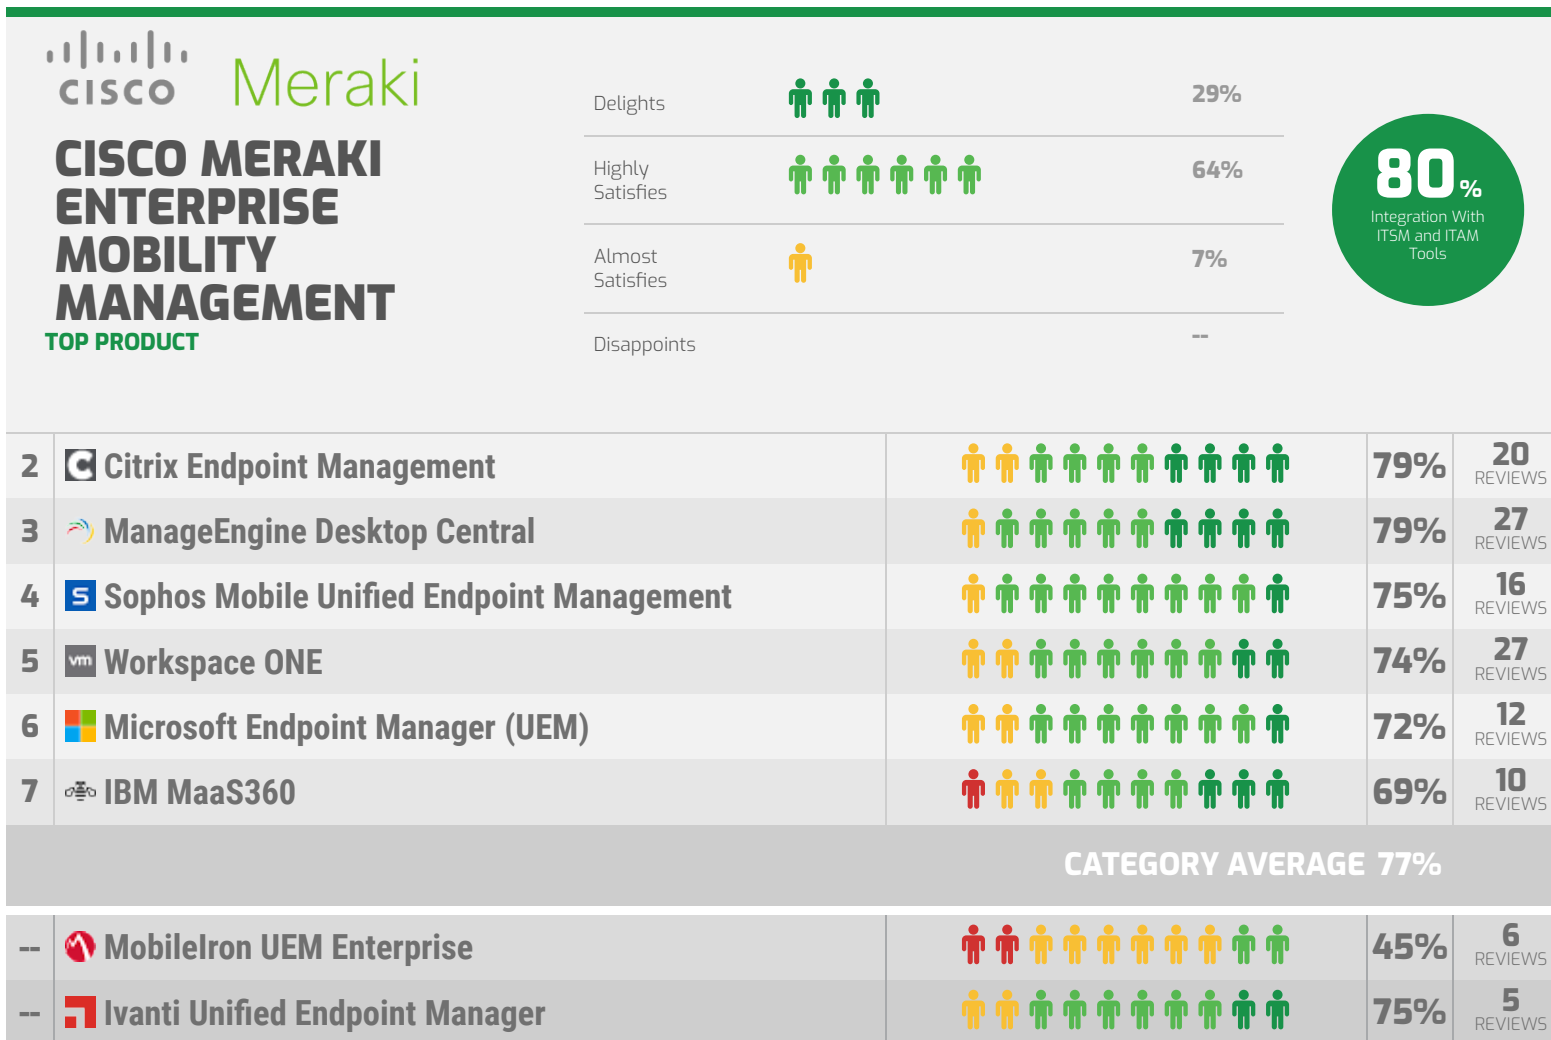 CISCO
Meraki
CISCO MERAKI
ENTERPRISE
MOBILITY
MANAGEMENT
TOP PRODUCT
Delights 29%
Highly
Satisfies 64%
Almost
Satisfies 7%
Disappoints --
80%
Integration With
ITSM and ITAM
Tools
2 C Citrix Endpoint Management 79% 20 REVIEWS
3 ManageEngine Desktop Central 79% 27 REVIEWS
4 S Sophos Mobile Unified Endpoint Management 75% 16 REVIEWS
5 vm Workspace ONE 74% 27 REVIEWS
6 Microsoft Endpoint Manager (UEM) 72% 12 REVIEWS
7 IBM MaaS360 69% 10 REVIEWS
CATEGORY AVERAGE 77%
-- MobileIron UEM Enterprise 45% 6 REVIEWS
-- Ivanti Unified Endpoint Manager 75% 5 REVIEWS